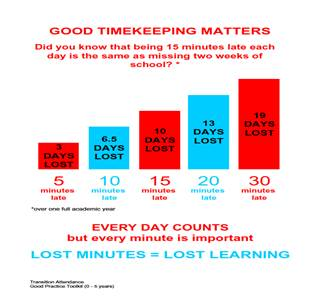 GOOD TIMEKEEPING MATTERS
Did you know that being 15 minutes late each
day is the same as missing two weeks of
school? *
3
DAYS
LOST
6.5
DAYS
LOST
10
DAYS
LOST
13
DAYS
LOST
19
DAYS
LOST
5
minutes
late
10
minutes
late
15
minutes
late
20
minutes
late
30
minutes
late
*over one full academic year
EVERY DAY COUNTS
but every minute is important
LOST MINUTES = LOST LEARNING
Transition Attendance
Good Practice Toolkit (0 - 5 years)